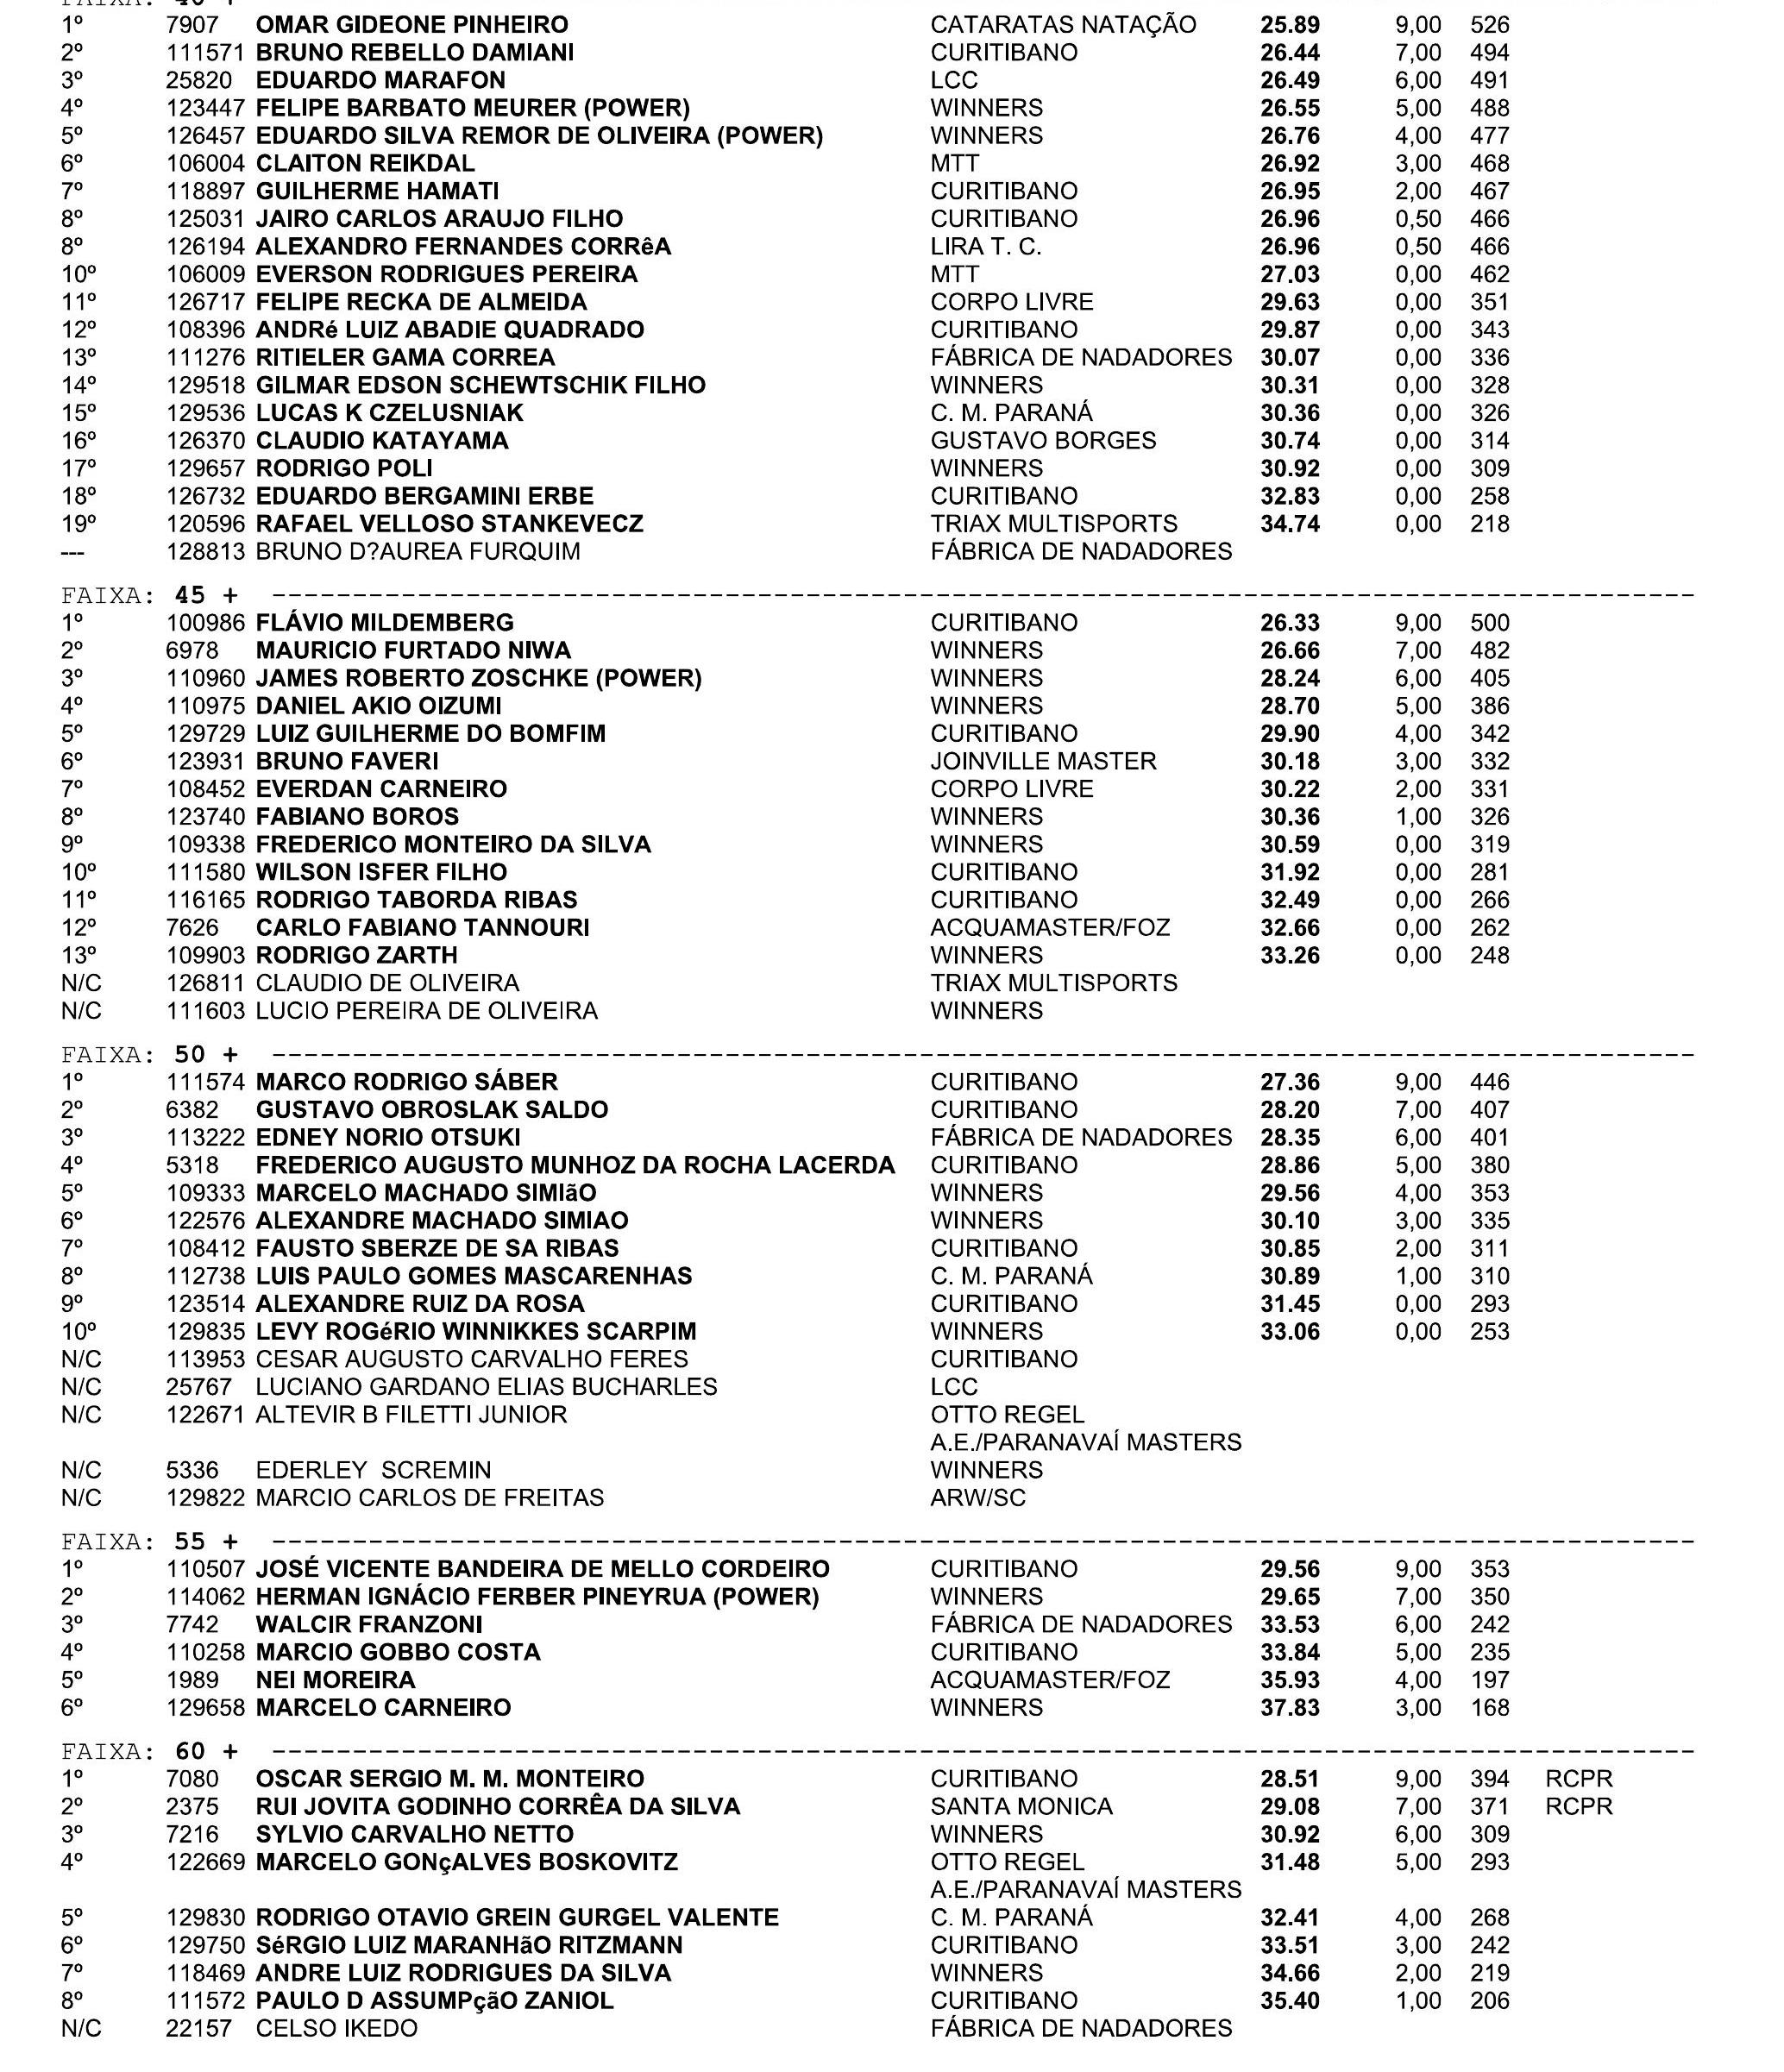 FAIXA: 40 +
1º 7907 OMAR GIDEONE PINHEIRO CATARATAS NATAÇÃO 25.89 9,00 526
2º 111571 BRUNO REBELLO DAMIANI CURITIBANO 26.44 7,00 494
3º 25820 EDUARDO MARAFON LCC 26.49 6,00 491
4º 123447 FELIPE BARBATO MEURER (POWER) WINNERS 26.55 5,00 488
5º 126457 EDUARDO SILVA REMOR DE OLIVEIRA (POWER) WINNERS 26.76 4,00 477
6º 106004 CLAITON REIKDAL MTT 26.92 3,00 468
7º 118897 GUILHERME HAMATI CURITIBANO 26.95 2,00 467
8º 125031 JAIRO CARLOS ARAUJO FILHO CURITIBANO 26.96 0,50 466
8º 126194 ALEXANDRO FERNANDES CORRêA LIRA T. C. 26.96 0,50 466
10º 106009 EVERSON RODRIGUES PEREIRA MTT 27.03 0,00 462
11º 126717 FELIPE RECKA DE ALMEIDA CORPO LIVRE 29.63 0,00 351
12º 108396 ANDRé LUIZ ABADIE QUADRADO CURITIBANO 29.87 0,00 343
13º 111276 RITIELER GAMA CORREA FÁBRICA DE NADADORES 30.07 0,00 336
14º 129518 GILMAR EDSON SCHEWTSCHIK FILHO WINNERS 30.31 0,00 328
15º 129536 LUCAS K CZELUSNIAK C. M. PARANÁ 30.36 0,00 326
16º 126370 CLAUDIO KATAYAMA GUSTAVO BORGES 30.74 0,00 314
17º 129657 RODRIGO POLI WINNERS 30.92 0,00 309
18º 126732 EDUARDO BERGAMINI ERBE CURITIBANO 32.83 0,00 258
19º 120596 RAFAEL VELLOSO STANKEVECZ TRIAX MULTISPORTS 34.74 0,00 218
--- 128813 BRUNO D?AUREA FURQUIM FÁBRICA DE NADADORES
FAIXA: 45 + ------------------------------------------------------------------------------------------
1º 100986 FLÁVIO MILDEMBERG CURITIBANO 26.33 9,00 500
2º 6978 MAURICIO FURTADO NIWA WINNERS 26.66 7,00 482
3º 110960 JAMES ROBERTO ZOSCHKE (POWER) WINNERS 28.24 6,00 405
4º 110975 DANIEL AKIO OIZUMI WINNERS 28.70 5,00 386
5º 129729 LUIZ GUILHERME DO BOMFIM CURITIBANO 29.90 4,00 342
6º 123931 BRUNO FAVERI JOINVILLE MASTER 30.18 3,00 332
7º 108452 EVERDAN CARNEIRO CORPO LIVRE 30.22 2,00 331
8º 123740 FABIANO BOROS WINNERS 30.36 1,00 326
9º 109338 FREDERICO MONTEIRO DA SILVA WINNERS 30.59 0,00 319
10º 111580 WILSON ISFER FILHO CURITIBANO 31.92 0,00 281
11º 116165 RODRIGO TABORDA RIBAS CURITIBANO 32.49 0,00 266
12º 7626 CARLO FABIANO TANNOURI ACQUAMASTER/FOZ 32.66 0,00 262
13º 109903 RODRIGO ZARTH WINNERS 33.26 0,00 248
N/C 126811 CLAUDIO DE OLIVEIRA TRIAX MULTISPORTS
N/C 111603 LUCIO PEREIRA DE OLIVEIRA WINNERS
FAIXA: 50 + ------------------------------------------------------------------------------------------
1º 111574 MARCO RODRIGO SÁBER CURITIBANO 27.36 9,00 446
2º 6382 GUSTAVO OBROSLAK SALDO CURITIBANO 28.20 7,00 407
3º 113222 EDNEY NORIO OTSUKI FÁBRICA DE NADADORES 28.35 6,00 401
4º 5318 FREDERICO AUGUSTO MUNHOZ DA ROCHA LACERDA CURITIBANO 28.86 5,00 380
5º 109333 MARCELO MACHADO SIMIãO WINNERS 29.56 4,00 353
6º 122576 ALEXANDRE MACHADO SIMIAO WINNERS 30.10 3,00 335
7º 108412 FAUSTO SBERZE DE SA RIBAS CURITIBANO 30.85 2,00 311
8º 112738 LUIS PAULO GOMES MASCARENHAS C. M. PARANÁ 30.89 1,00 310
9º 123514 ALEXANDRE RUIZ DA ROSA CURITIBANO 31.45 0,00 293
10º 129835 LEVY ROGéRIO WINNIKKES SCARPIM WINNERS 33.06 0,00 253
N/C 113953 CESAR AUGUSTO CARVALHO FERES CURITIBANO
N/C 25767 LUCIANO GARDANO ELIAS BUCHARLES LCC
N/C 122671 ALTEVIR B FILETTI JUNIOR OTTO REGEL
A.E./PARANAVAÍ MASTERS
N/C 5336 EDERLEY SCREMIN WINNERS
N/C 129822 MARCIO CARLOS DE FREITAS ARW/SC
FAIXA: 55 + ------------------------------------------------------------------------------------------
1º 110507 JOSÉ VICENTE BANDEIRA DE MELLO CORDEIRO CURITIBANO 29.56 9,00 353
2º 114062 HERMAN IGNÁCIO FERBER PINEYRUA (POWER) WINNERS 29.65 7,00 350
3º 7742 WALCIR FRANZONI FÁBRICA DE NADADORES 33.53 6,00 242
4º 110258 MARCIO GOBBO COSTA CURITIBANO 33.84 5,00 235
5º 1989 NEI MOREIRA ACQUAMASTER/FOZ 35.93 4,00 197
6º 129658 MARCELO CARNEIRO WINNERS 37.83 3,00 168
FAIXA: 60 + ------------------------------------------------------------------------------------------
1º 7080 OSCAR SERGIO M. M. MONTEIRO CURITIBANO 28.51 9,00 394 RCPR
2º 2375 RUI JOVITA GODINHO CORRÊA DA SILVA SANTA MONICA 29.08 7,00 371 RCPR
3º 7216 SYLVIO CARVALHO NETTO WINNERS 30.92 6,00 309
4º 122669 MARCELO GONçALVES BOSKOVITZ OTTO REGEL 31.48 5,00 293
A.E./PARANAVAÍ MASTERS
5º 129830 RODRIGO OTAVIO GREIN GURGEL VALENTE C. M. PARANÁ 32.41 4,00 268
6º 129750 SéRGIO LUIZ MARANHãO RITZMANN CURITIBANO 33.51 3,00 242
7º 118469 ANDRE LUIZ RODRIGUES DA SILVA WINNERS 34.66 2,00 219
8º 111572 PAULO D ASSUMPçãO ZANIOL CURITIBANO 35.40 1,00 206
N/C 22157 CELSO IKEDO FÁBRICA DE NADADORES